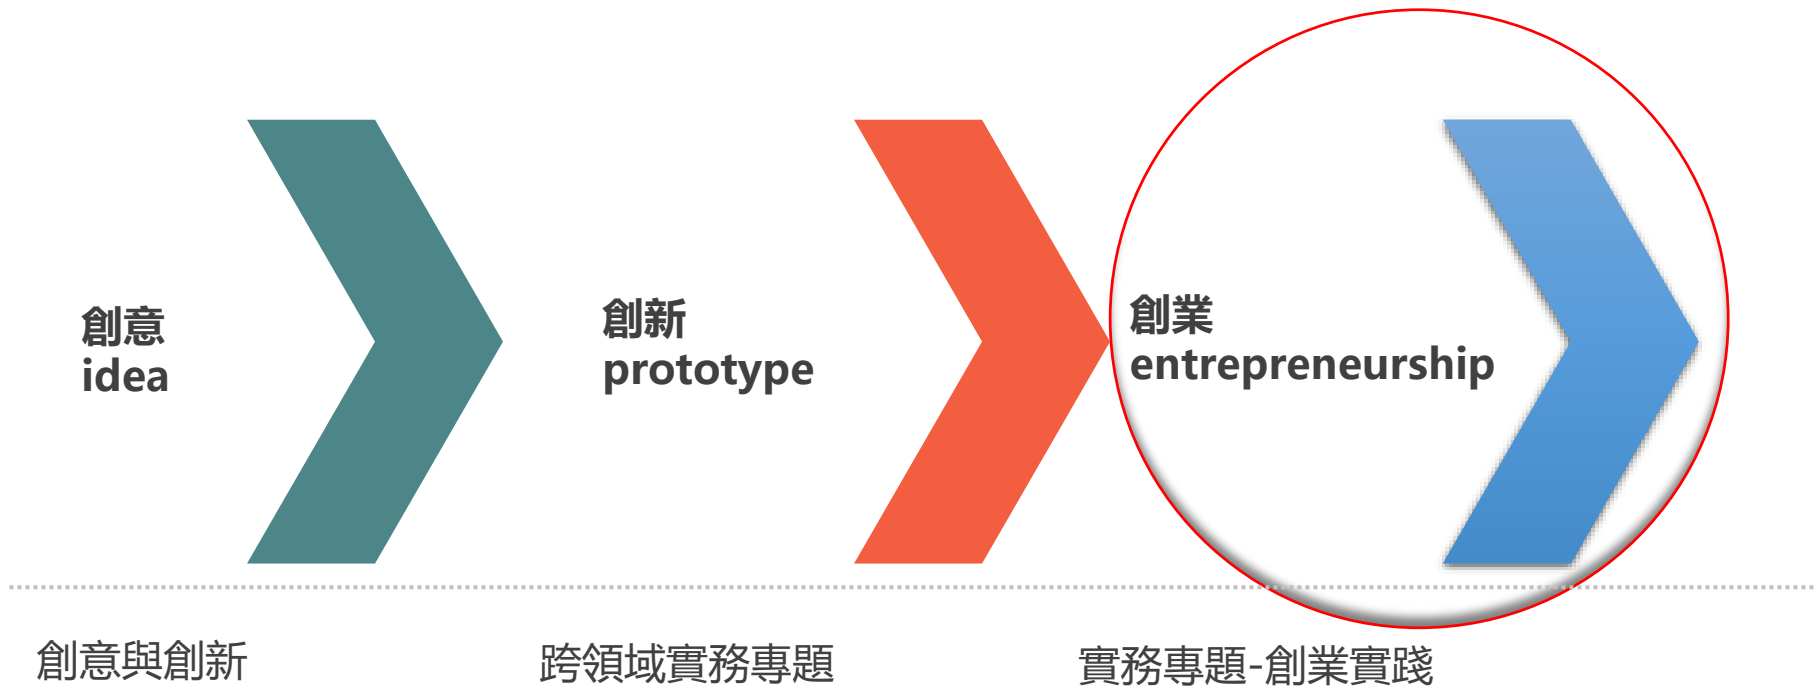 創意
idea
創新
prototype
創業
entrepreneurship
創意與創新
跨領域實務專題
實務專題-創業實踐